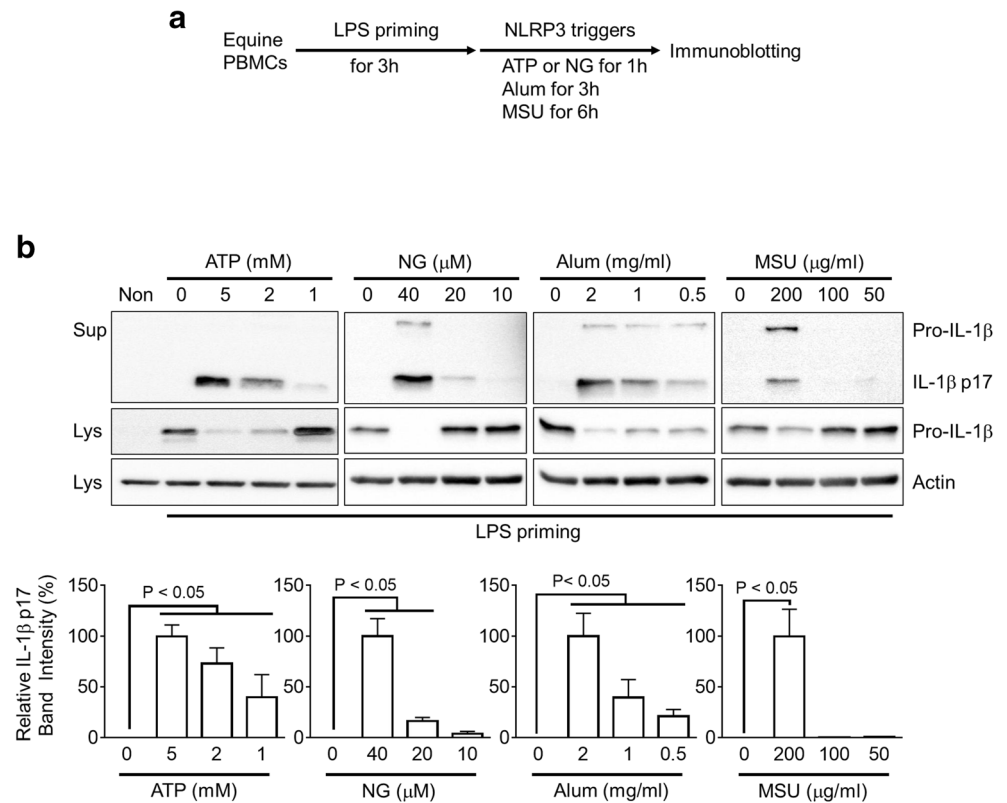 a
LPS priming NLRP3 triggers
Equine PBMCs Immunoblotting
for 3h ATP or NG for 1h
Alum for 3h
MSU for 6h
b
ATP (mM) NG (μM) Alum (mg/ml) MSU (μg/ml)
Non 0 5 2 1 0 40 20 10 0 2 1 0.5 0 200 100 50
Sup Pro-IL-1β
IL-1β p17
Lys Pro-IL-1β
Lys Actin
LPS priming
Relative IL-1β p17
Band Intensity (%)
150 P < 0.05 150 P < 0.05 150 P< 0.05 150 P < 0.05
100 100 100 100
50 50 50 50
0 0 0 0
0 5 2 1 0 40 20 10 0 2 1 0.5 0 200 100 50
ATP (mM) NG (μM) Alum (mg/ml) MSU (μg/ml)